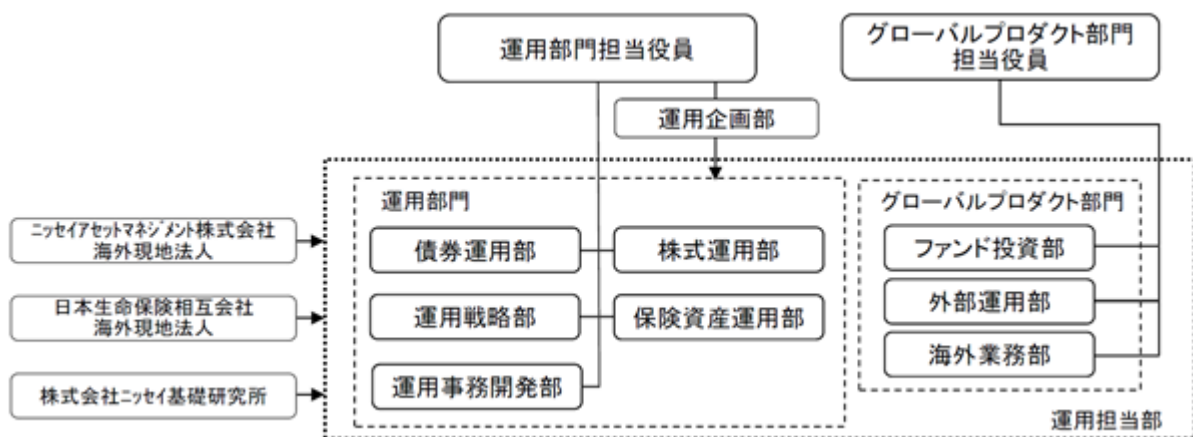 運用部門担当役員
グローバルプロダクト部門
担当役員
運用企画部
運用部門
グローバルプロダクト部門
ニッセイアセットマネジメント株式会社
海外現地法人
債券運用部
株式運用部
ファンド投資部
日本生命保険相互会社
海外現地法人
運用戦略部
保険資産運用部
外部運用部
海外業務部
株式会社ニッセイ基礎研究所
運用事務開発部
運用担当部